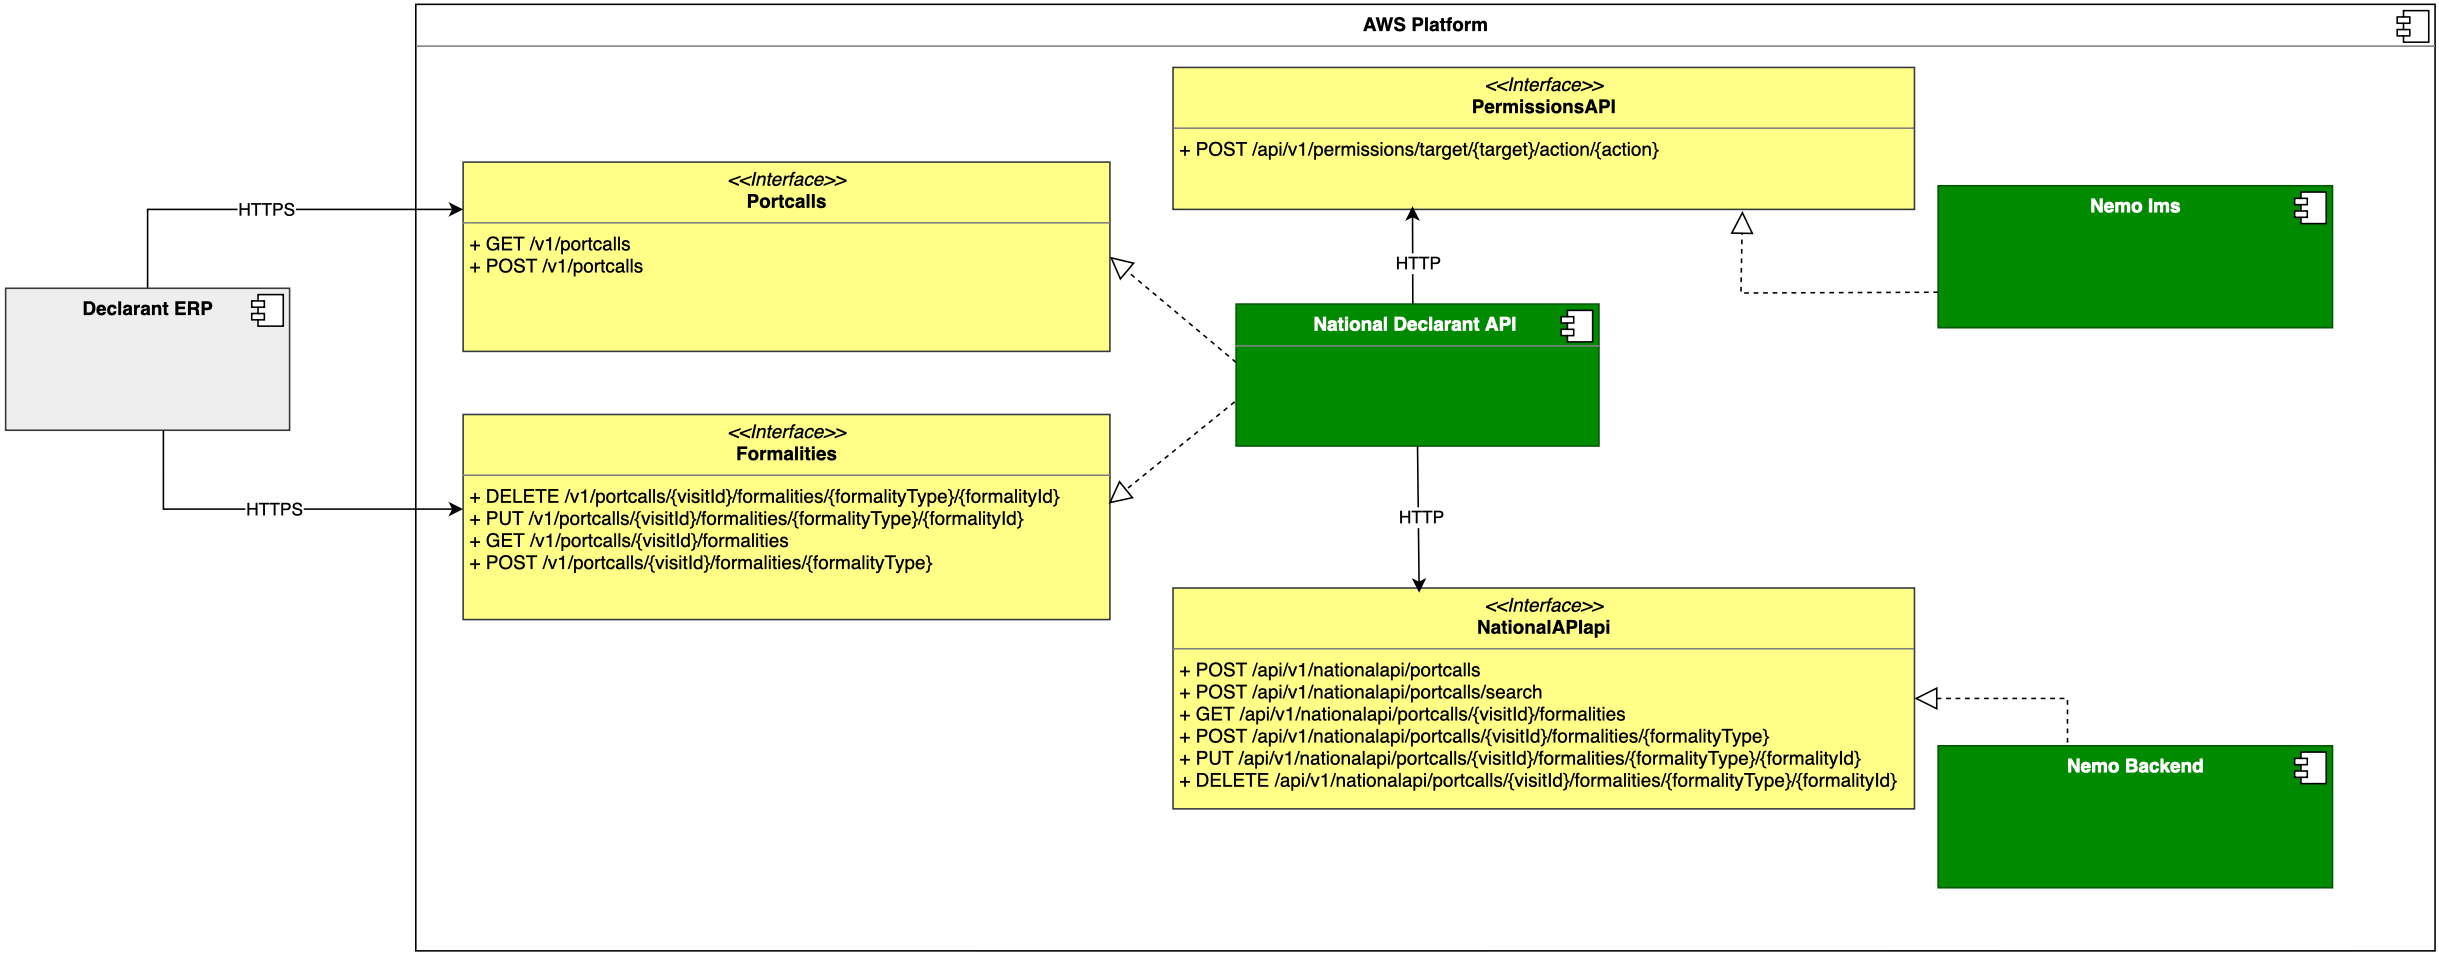 AWS Platform
<<Interface>>
PermissionsAPI
+ POST /api/v1/permissions/target/{target}/action/{action}
<<Interface>>
Portcalls
+ GET /v1/portcalls
+ POST /v1/portcalls
HTTPS
Nemo Ims
HTTP
Declarant ERP
National Declarant API
<<Interface>>
Formalities
+ DELETE /v1/portcalls/{visitId}/formalities/{formalityType}/{formalityId}
+ PUT /v1/portcalls/{visitId}/formalities/{formalityType}/{formalityId}
+ GET /v1/portcalls/{visitId}/formalities
+ POST /v1/portcalls/{visitId}/formalities/{formalityType}
HTTPS
HTTP
<<Interface>>
NationalAPIapi
+ POST /api/v1/nationalapi/portcalls
+ POST /api/v1/nationalapi/portcalls/search
+ GET /api/v1/nationalapi/portcalls/{visitId}/formalities
+ POST /api/v1/nationalapi/portcalls/{visitId}/formalities/{formalityType}
+ PUT /api/v1/nationalapi/portcalls/{visitId}/formalities/{formalityType}/{formalityId}
+ DELETE /api/v1/nationalapi/portcalls/{visitId}/formalities/{formalityType}/{formalityId}
Nemo Backend